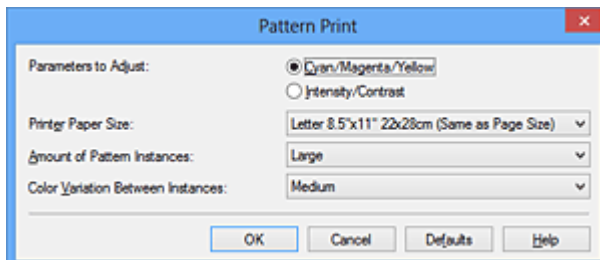 Pattern Print
Parameters to Adjust:
Cyan/Magenta/Yellow
Intensity/Contrast
Printer Paper Size:
Letter 8.5"x11" 22x28cm (Same as Page Size)
Amount of Pattern Instances:
Large
Color Variation Between Instances:
Medium
OK Cancel Defaults Help